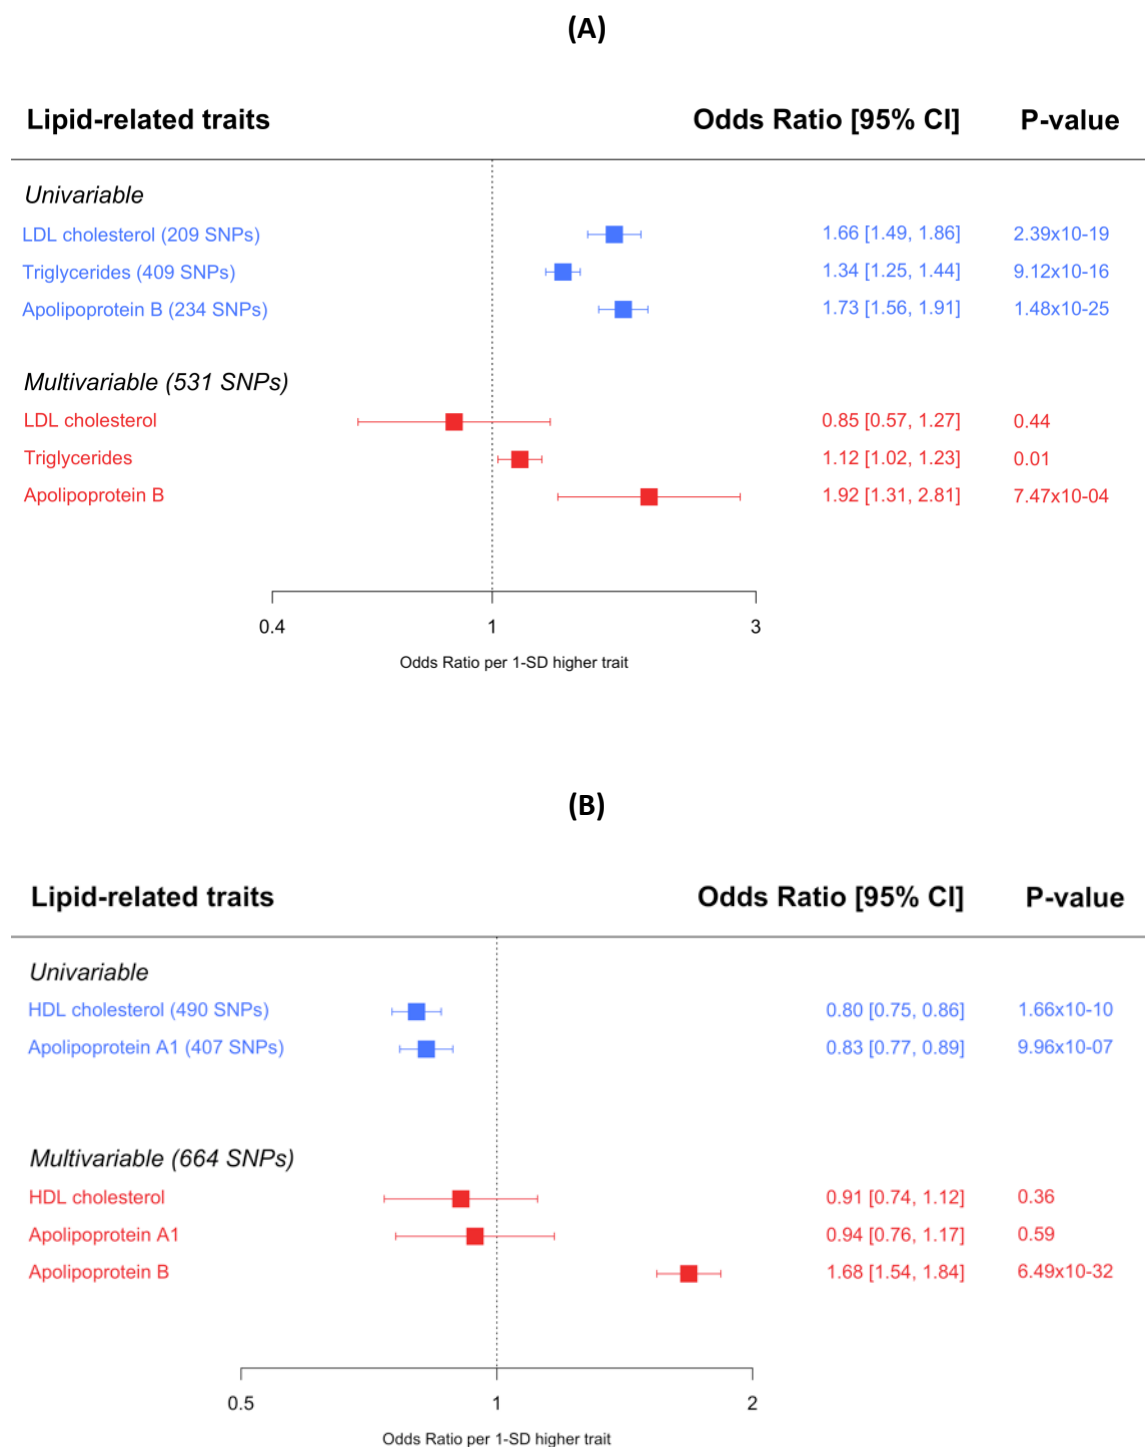 (A)
Lipid-related traits Odds Ratio [95% CI] P-value
Univariable
LDL cholesterol (209 SNPs) 1.66 [1.49, 1.86] 2.39x10-19
Triglycerides (409 SNPs) 1.34 [1.25, 1.44] 9.12x10-16
Apolipoprotein B (234 SNPs) 1.73 [1.56, 1.91] 1.48x10-25
Multivariable (531 SNPs)
LDL cholesterol 0.85 [0.57, 1.27] 0.44
Triglycerides 1.12 [1.02, 1.23] 0.01
Apolipoprotein B 1.92 [1.31, 2.81] 7.47x10-04
0.4 1 3
Odds Ratio per 1-SD higher trait
(B)
Lipid-related traits Odds Ratio [95% CI] P-value
Univariable
HDL cholesterol (490 SNPs) 0.80 [0.75, 0.86] 1.66x10-10
Apolipoprotein A1 (407 SNPs) 0.83 [0.77, 0.89] 9.96x10-07
Multivariable (664 SNPs)
HDL cholesterol 0.91 [0.74, 1.12] 0.36
Apolipoprotein A1 0.94 [0.76, 1.17] 0.59
Apolipoprotein B 1.68 [1.54, 1.84] 6.49x10-32
0.5 1 2
Odds Ratio per 1-SD higher trait